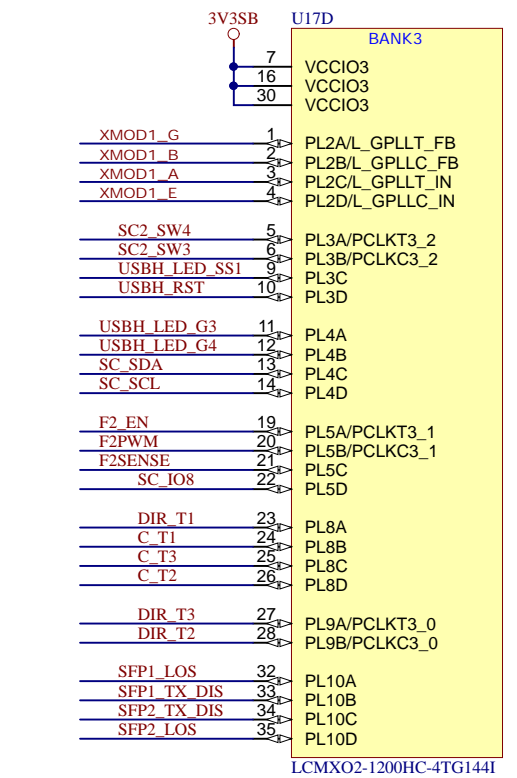 3V3SB U17D
BANK3
7 VCCIO3
16 VCCIO3
30 VCCIO3
XMOD1_G 1 PL2A/L_GPLLT_FB
XMOD1_B 2 PL2B/L_GPLLC_FB
XMOD1_A 3 PL2C/L_GPLLT_IN
XMOD1_E 4 PL2D/L_GPLLC_IN
SC2_SW4 5 PL3A/PCLKT3_2
SC2_SW3 6 PL3B/PCLKC3_2
USBH_LED_SS1 9 PL3C
USBH_RST 10 PL3D
USBH_LED_G3 11 PL4A
USBH_LED_G4 12 PL4B
SC_SDA 13 PL4C
SC_SCL 14 PL4D
F2_EN 19 PL5A/PCLKT3_1
F2PWM 20 PL5B/PCLKC3_1
F2SENSE 21 PL5C
SC_IO8 22 PL5D
DIR_T1 23 PL8A
C_T1 24 PL8B
C_T3 25 PL8C
C_T2 26 PL8D
DIR_T3 27 PL9A/PCLKT3_0
DIR_T2 28 PL9B/PCLKC3_0
SFP1_LOS 32 PL10A
SFP1_TX_DIS 33 PL10B
SFP2_TX_DIS 34 PL10C
SFP2_LOS 35 PL10D
LCMXO2-1200HC-4TG144I